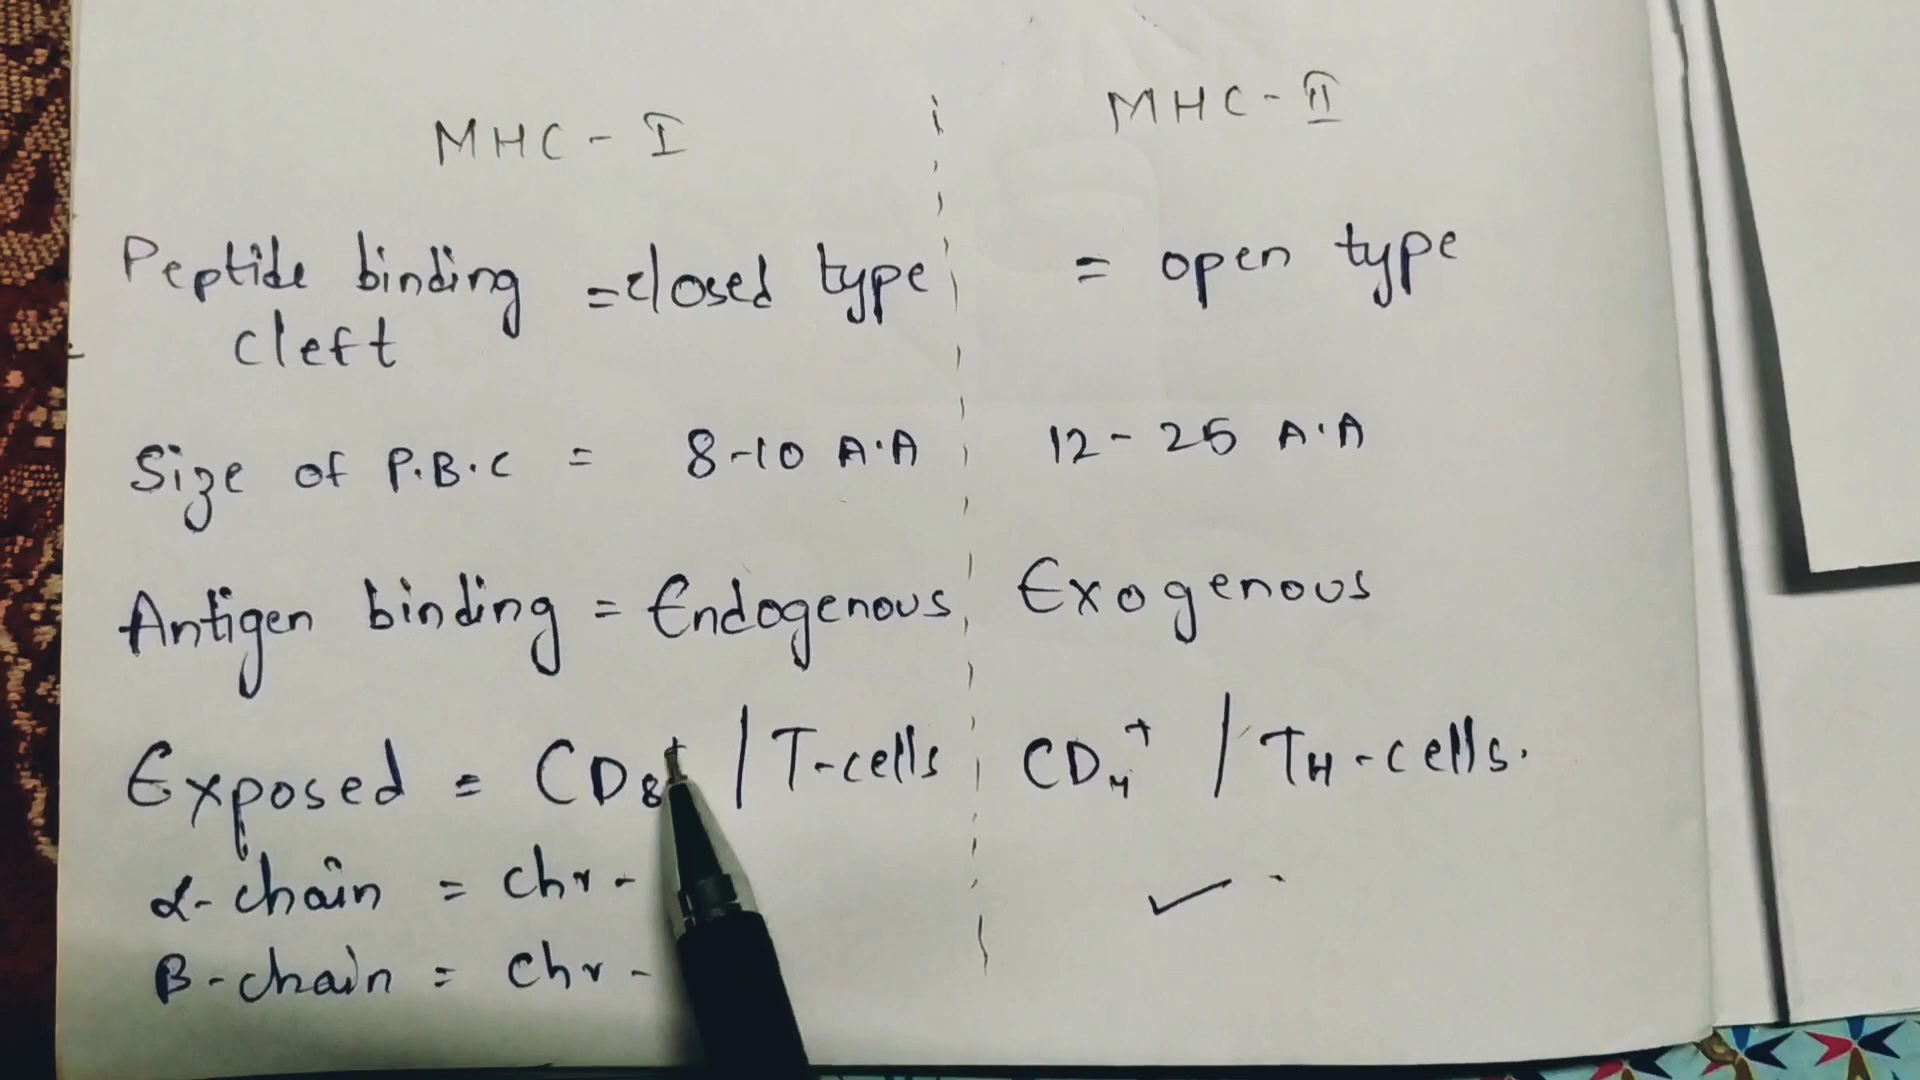 MHC - I MHC - II
Peptide binding = closed type = open type
cleft
Size of P.B.C = 8-10 A.A 12-25 A.A
Antigen binding = Endogenous Exogenous
Exposed = CD8+ / T-cells CD4+ / TH-cells.
α-chain = chr -
β-chain = chr -